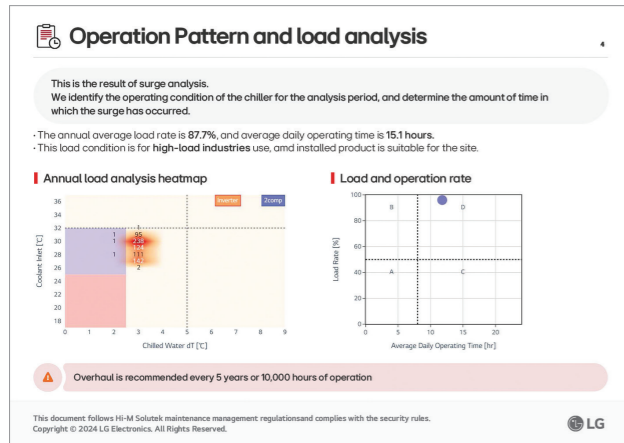 Operation Pattern and load analysis
4
This is the result of surge analysis.
We identify the operating condition of the chiller for the analysis period, and determine the amount of time in
which the surge has occurred.
· The annual average load rate is 87.7%, and average daily operating time is 15.1 hours.
· This load condition is for high-load industries use, amd installed product is suitable for the site.
Annual load analysis heatmap
Inverter
2comp
Coolant Inlet [℃]
36
34
32
30
28
26
24
22
20
18
1
1 95
1 238
124
1 111
2
0 1 2 3 4 5 6 7 8 9
Chilled Water dT [℃]
Load and operation rate
Load Rate [%]
100
80
60
40
20
0
B D
A C
0 5 10 15 20
Average Daily Operating Time [hr]
Overhaul is recommended every 5 years or 10,000 hours of operation
This document follows Hi-M Solutek maintenance management regulationsand complies with the security rules.
Copyright © 2024 LG Electronics. All Rights Reserved.
LG